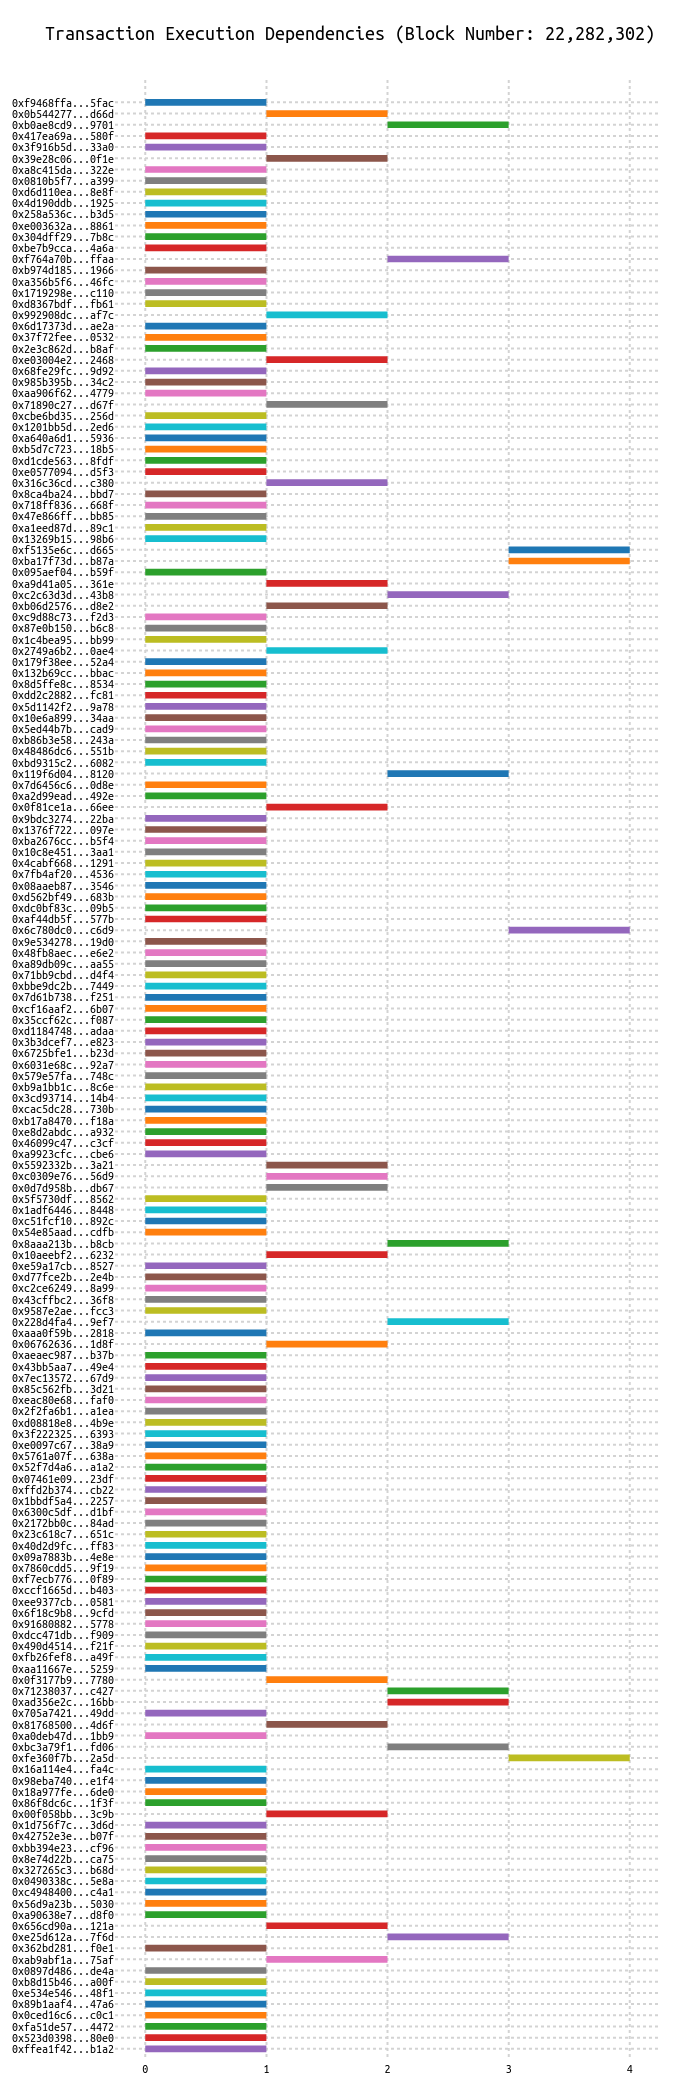 Transaction Execution Dependencies (Block Number: 22,282,302)
0xf9468ffa...5fac
0x0b544277...d66d
0xb0ae8cd9...9701
0x417ea69a...580f
0x3f916b5d...33a0
0x39e28c06...0f1e
0xa8c415da...322e
0x0810b5f7...a399
0xd6d110ea...8e8f
0x4d190ddb...1925
0x258a536c...b3d5
0xe003632a...8861
0x304dff29...7b8c
0xbe7b9cca...4a6a
0xf764a70b...ffaa
0xb974d185...1966
0xa356b5f6...46fc
0x1719298e...c110
0xd8367bdf...fb61
0x992908dc...af7c
0x6d17373d...ae2a
0x37f72fee...0532
0x2e3c862d...b8af
0xe03004e2...2468
0x68fe29fc...9d92
0x985b395b...34c2
0xaa906f62...4779
0x71890c27...d67f
0xcbe6bd35...256d
0x1201bb5d...2ed6
0xa640a6d1...5936
0xb5d7c723...18b5
0xd1cde563...8fdf
0xe0577094...d5f3
0x316c36cd...c380
0x8ca4ba24...bbd7
0x718ff836...668f
0x47e866ff...bb85
0xa1eed87d...89c1
0x13269b15...98b6
0xf5135e6c...d665
0xba17f73d...b87a
0x095aef04...b59f
0xa9d41a05...361e
0xc2c63d3d...43b8
0xb06d2576...d8e2
0xc9d88c73...f2d3
0x87e0b150...b6c8
0x1c4bea95...bb99
0x2749a6b2...0ae4
0x179f38ee...52a4
0x132b69cc...bbac
0x8d5ffe8c...8534
0xdd2c2882...fc81
0x5d1142f2...9a78
0x10e6a899...34aa
0x5ed44b7b...cad9
0xb86b3e58...243a
0x48486dc6...551b
0xbd9315c2...6082
0x119f6d04...8120
0x7d6456c6...0d8e
0xa2d99ead...492e
0x0f81ce1a...66ee
0x9bdc3274...22ba
0x1376f722...097e
0xba2676cc...b5f4
0x10c8e451...3aa1
0x4cabf668...1291
0x7fb4af20...4536
0x08aaeb87...3546
0xd562bf49...683b
0xdc0bf83c...09b5
0xaf44db5f...577b
0x6c780dc0...c6d9
0x9e534278...19d0
0x48fb8aec...e6e2
0xa89db09c...aa55
0x71bb9cbd...d4f4
0xbbe9dc2b...7449
0x7d61b738...f251
0xcf16aaf2...6b07
0x35ccf62c...f087
0xd1184748...adaa
0x3b3dcef7...e823
0x6725bfe1...b23d
0x6031e68c...92a7
0x579e57fa...748c
0xb9a1bb1c...8c6e
0x3cd93714...14b4
0xcac5dc28...730b
0xb17a8470...f18a
0xe8d2abdc...a932
0x46099c47...c3cf
0xa9923cfc...cbe6
0x5592332b...3a21
0xc0309e76...56d9
0x0d7d958b...db67
0x5f5730df...8562
0x1adf6446...8448
0xc51fcf10...892c
0x54e85aad...cdfb
0x8aaa213b...b8cb
0x10aeebf2...6232
0xe59a17cb...8527
0xd77fce2b...2e4b
0xc2ce6249...8a99
0x43cffbc2...36f8
0x9587e2ae...fcc3
0x228d4fa4...9ef7
0xaaa0f59b...2818
0x06762636...1d8f
0xaeaec987...b37b
0x43bb5aa7...49e4
0x7ec13572...67d9
0x85c562fb...3d21
0xeac80e68...faf0
0x2f2fa6b1...a1ea
0xd08818e8...4b9e
0x3f222325...6393
0xe0097c67...38a9
0x5761a07f...638a
0x52f7d4a6...a1a2
0x07461e09...23df
0xffd2b374...cb22
0x1bbdf5a4...2257
0x6300c5df...d1bf
0x2172bb0c...84ad
0x23c618c7...651c
0x40d2d9fc...ff83
0x09a7883b...4e8e
0x7860cdd5...9f19
0xf7ecb776...0f89
0xccf1665d...b403
0xee9377cb...0581
0x6f18c9b8...9cfd
0x91680882...5778
0xdcc471db...f909
0x490d4514...f21f
0xfb26fef8...a49f
0xaa11667e...5259
0x0f3177b9...7780
0x71238037...c427
0xad356e2c...16bb
0x705a7421...49dd
0x81768500...4d6f
0xa0deb47d...1bb9
0xbc3a79f1...fd06
0xfe360f7b...2a5d
0x16a114e4...fa4c
0x98eba740...e1f4
0x18a977fe...6de0
0x86f8dc6c...1f3f
0x00f058bb...3c9b
0x1d756f7c...3d6d
0x42752e3e...b07f
0xbb394e23...cf96
0x8e74d22b...ca75
0x327265c3...b68d
0x0490338c...5e8a
0xc4948400...c4a1
0x56d9a23b...5030
0xa90638e7...d8f0
0x656cd90a...121a
0xe25d612a...7f6d
0x362bd281...f0e1
0xab9abf1a...75af
0x0897d486...de4a
0xb8d15b46...a00f
0xe534e546...48f1
0x89b1aaf4...47a6
0x0ced16c6...c0c1
0xfa51de57...4472
0x523d0398...80e0
0xffea1f42...b1a2
0 1 2 3 4